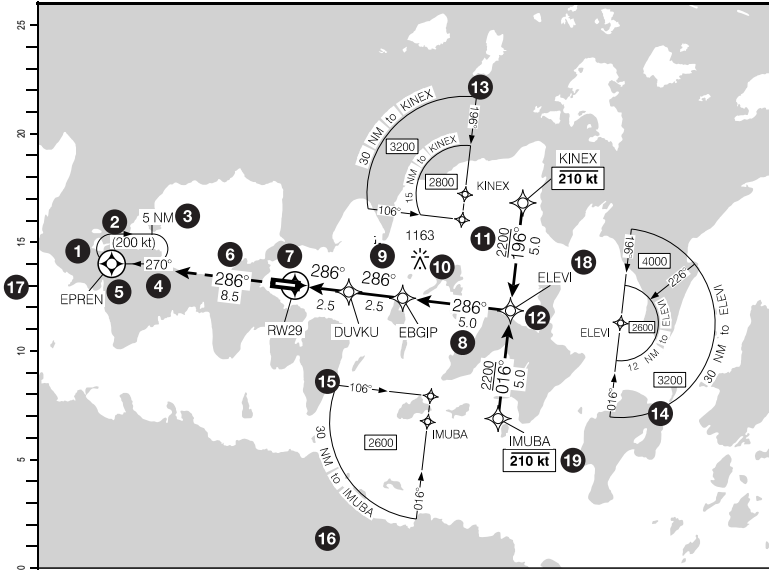 25
20
15
10
5
0
13
30 NM to KINEX
3200
196°
15 NM to KINEX
2800
KINEX
106°
KINEX
210 kt
2 5 NM 3
1 (200 kt)
270°
EPREN 5 4
17
6
286°
8.5
7
RW29
286°
2.5
DUVKU
9
286°
2.5
EBGIP
1163
10
11
2200
196°
5.0
ELEVI 18
12
286°
5.0
8
2200
016°
5.0
IMUBA
210 kt 19
196°
4000
226°
ELEVI
2600
12 NM to ELEVI
3200
30 NM to ELEVI
016°
14
15
106°
2600
IMUBA
30 NM to IMUBA
016°
16